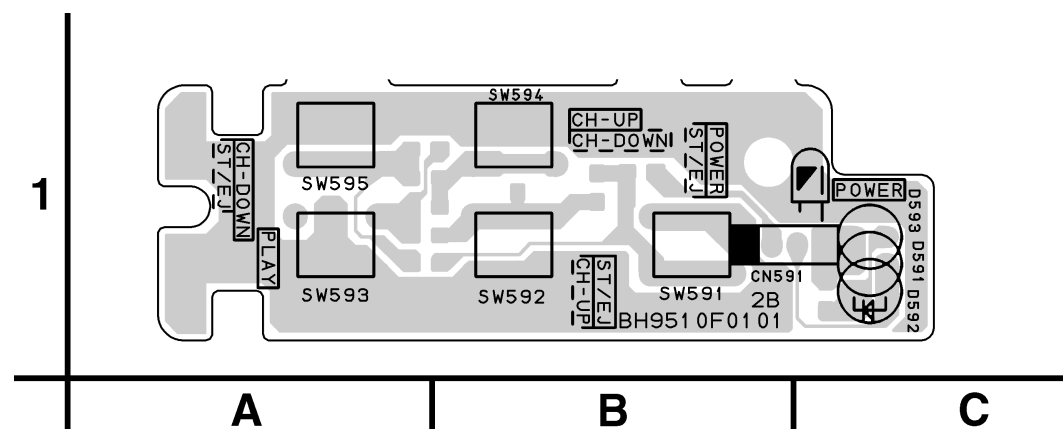 SW594
CH-UP
CH-DOWN
POWER
ST/EJ
CH-DOWN
ST/EJ
SW595
1
POWER
D593
D591
D592
PLAY
SW593
SW592
ST/EJ
CH-UP
SW591
CN591
2B
BH9510F0101
A
B
C